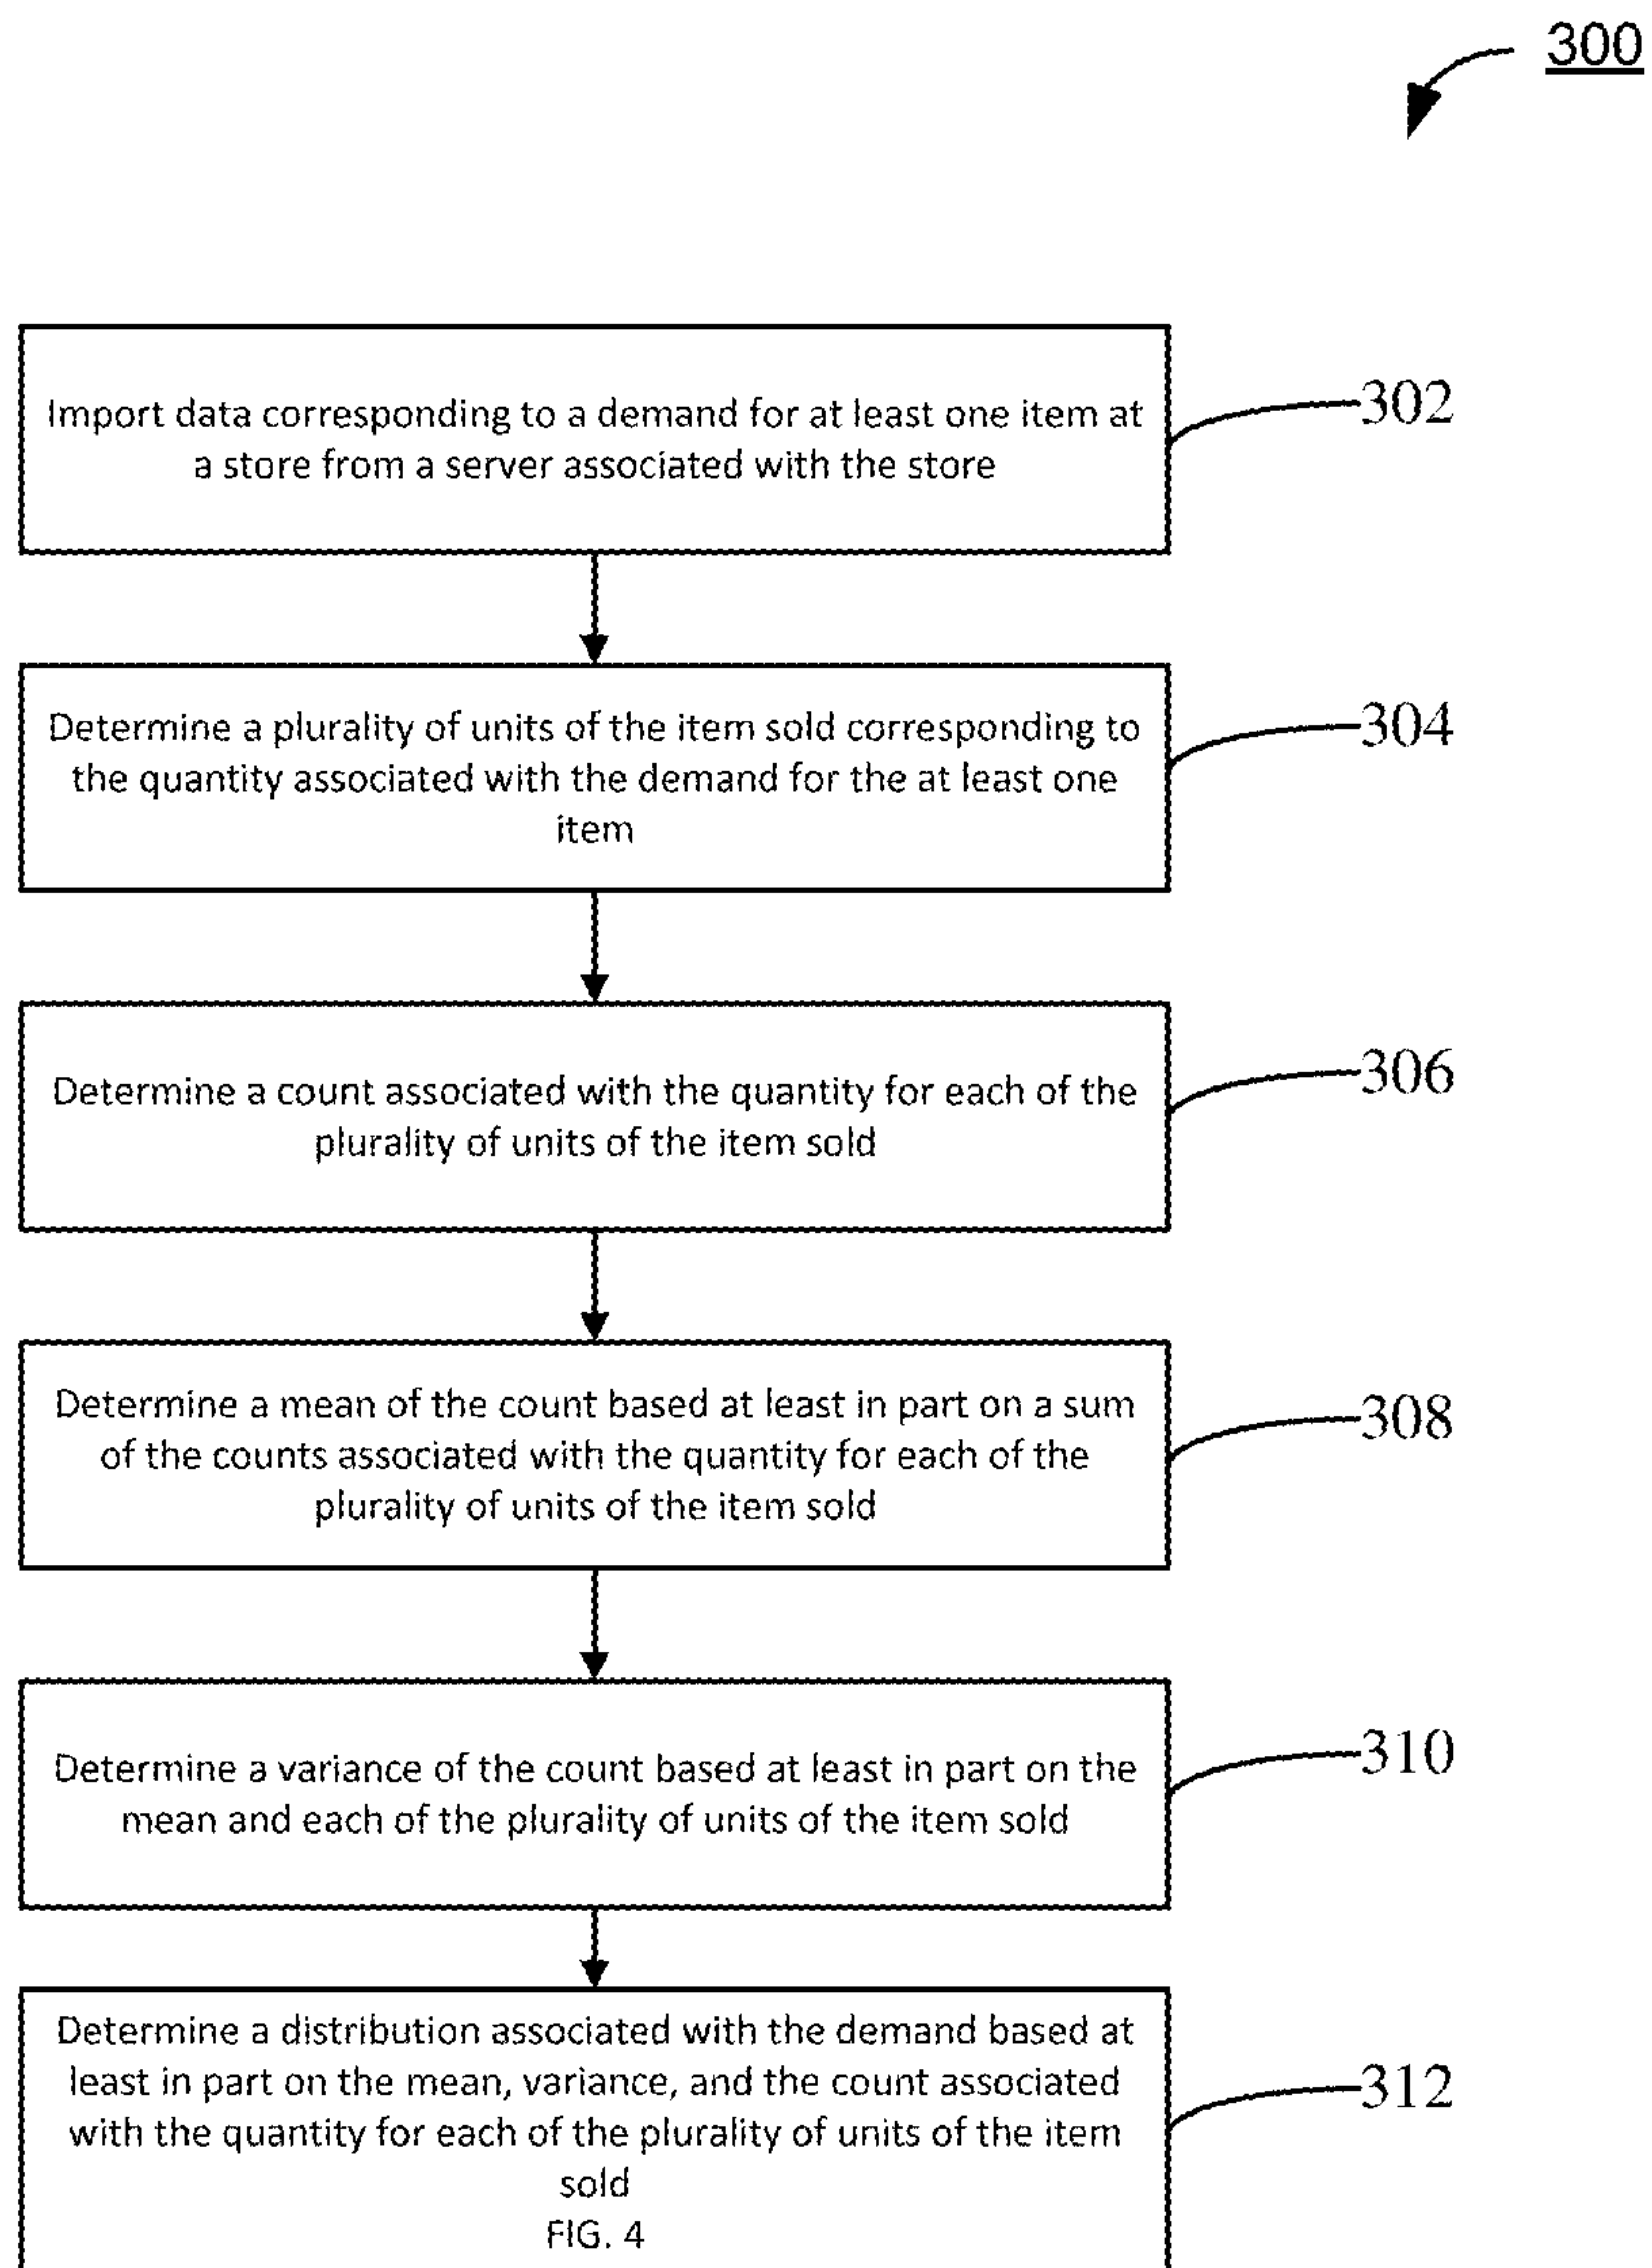 300
Import data corresponding to a demand for at least one item at
a store from a server associated with the store
302
Determine a plurality of units of the item sold corresponding to
the quantity associated with the demand for the at least one
item
304
Determine a count associated with the quantity for each of the
plurality of units of the item sold
306
Determine a mean of the count based at least in part on a sum
of the counts associated with the quantity for each of the
plurality of units of the item sold
308
Determine a variance of the count based at least in part on the
mean and each of the plurality of units of the item sold
310
Determine a distribution associated with the demand based at
least in part on the mean, variance, and the count associated
with the quantity for each of the plurality of units of the item
sold
FIG. 4
312